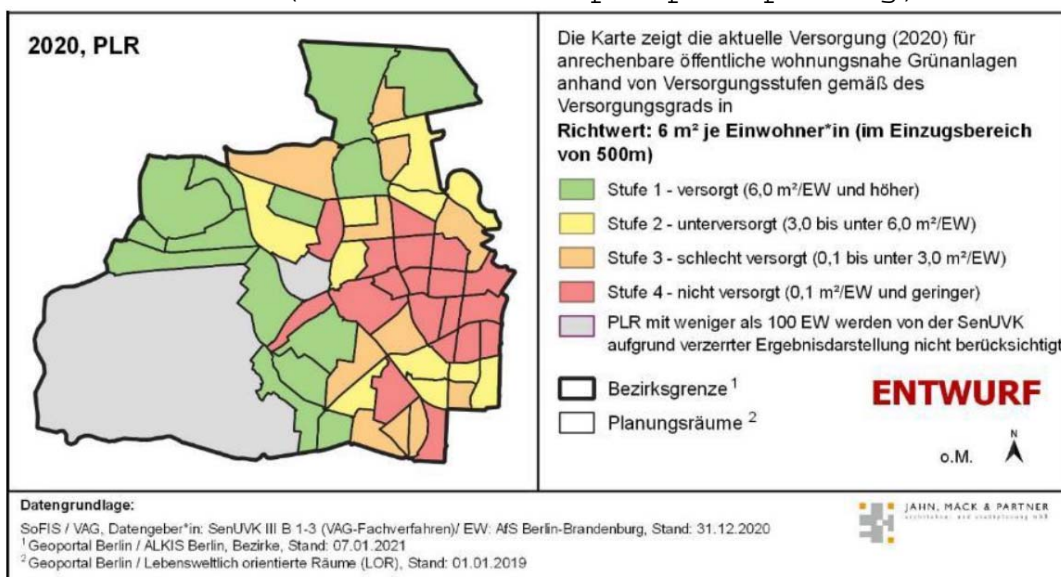 2020, PLR
Die Karte zeigt die aktuelle Versorgung (2020) für
anrechenbare öffentliche wohnungsnahe Grünanlagen
anhand von Versorgungsstufen gemäß des
Versorgungsgrads in
Richtwert: 6 m² je Einwohner*in (im Einzugsbereich
von 500m)
Stufe 1 - versorgt (6,0 m²/EW und höher)
Stufe 2 - unterversorgt (3,0 bis unter 6,0 m²/EW)
Stufe 3 - schlecht versorgt (0,1 bis unter 3,0 m²/EW)
Stufe 4 - nicht versorgt (0,1 m²/EW und geringer)
PLR mit weniger als 100 EW werden von der SenUVK
aufgrund verzerrter Ergebnisdarstellung nicht berücksichtigt
Bezirksgrenze ¹
Planungsräume ²
ENTWURF
N
o.M.
Datengrundlage:
SoFIS / VAG, Datengeber*in: SenUVK III B 1-3 (VAG-Fachverfahren)/ EW: AfS Berlin-Brandenburg, Stand: 31.12.2020
¹ Geoportal Berlin / ALKIS Berlin, Bezirke, Stand: 07.01.2021
² Geoportal Berlin / Lebensweltlich orientierte Räume (LOR), Stand: 01.01.2019
JAHN, MACK & PARTNER